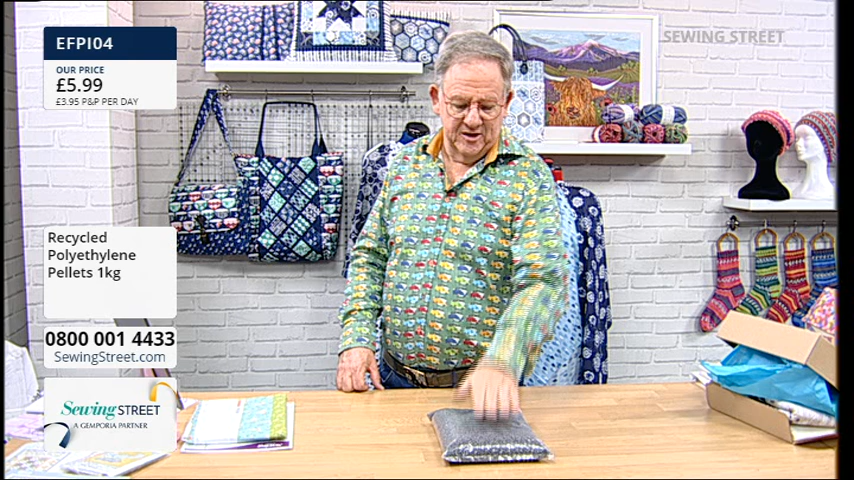 EFPI04
OUR PRICE
£5.99
£3.95 P&P PER DAY
SEWING STREET
Recycled
Polyethylene
Pellets 1kg
0800 001 4433
SewingStreet.com
Sewing STREET
A GEMPORIA PARTNER